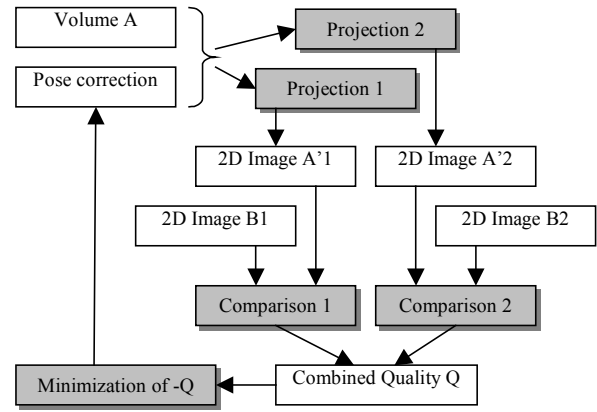 Volume A
Projection 2
Pose correction
Projection 1
2D Image A’1
2D Image A’2
2D Image B1
2D Image B2
Comparison 1
Comparison 2
Minimization of -Q
Combined Quality Q